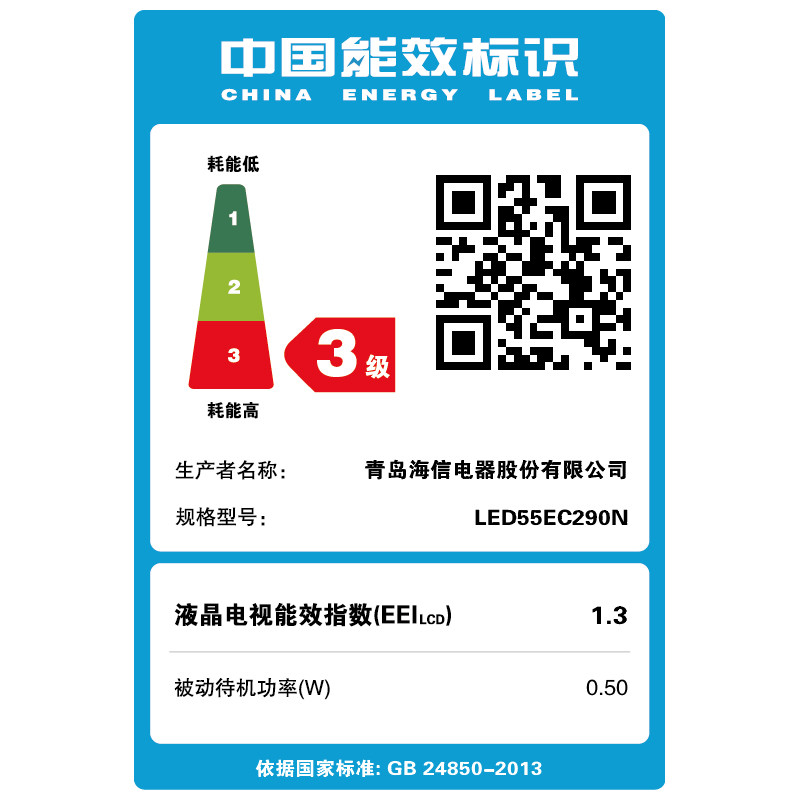 中国能效标识
CHINA ENERGY LABEL
耗能低
1
2
3
3级
耗能高
生产者名称： 青岛海信电器股份有限公司
规格型号： LED55EC290N
液晶电视能效指数(EEILCD) 1.3
被动待机功率(W) 0.50
依据国家标准: GB 24850-2013